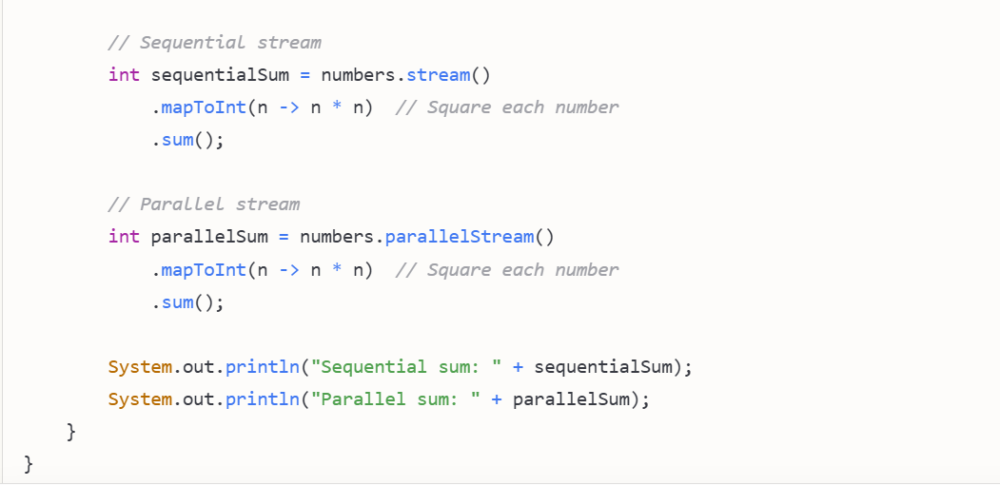 // Sequential stream
int sequentialSum = numbers.stream()
.mapToInt(n -> n * n)  // Square each number
.sum();
// Parallel stream
int parallelSum = numbers.parallelStream()
.mapToInt(n -> n * n)  // Square each number
.sum();
System.out.println("Sequential sum: " + sequentialSum);
System.out.println("Parallel sum: " + parallelSum);
}
}